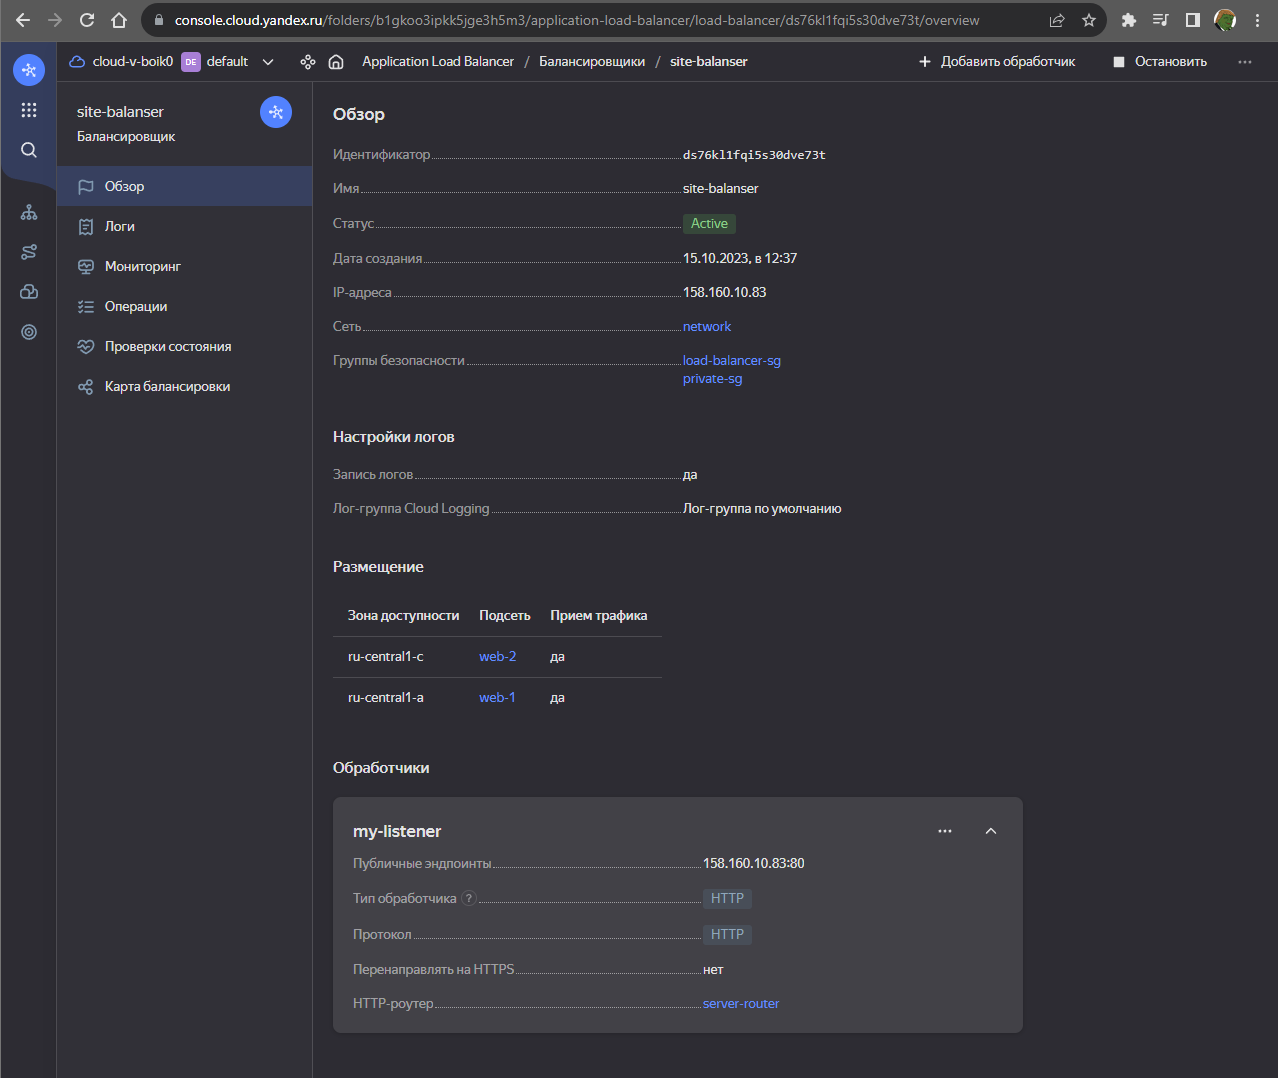 console.cloud.yandex.ru/folders/b1gkoo3ipkk5jge3h5m3/application-load-balancer/load-balancer/ds76kl1fqi5s30dve73t/overview
cloud-v-boik0 DE default Application Load Balancer / Балансировщики / site-balanser + Добавить обработчик Остановить ...
site-balanser
Балансировщик
Обзор
Логи
Мониторинг
Операции
Проверки состояния
Карта балансировки
Обзор
Идентификатор ds76kl1fqi5s30dve73t
Имя site-balanser
Статус Active
Дата создания 15.10.2023, в 12:37
IP-адреса 158.160.10.83
Сеть network
Группы безопасности load-balancer-sg
private-sg
Настройки логов
Запись логов да
Лог-группа Cloud Logging Лог-группа по умолчанию
Размещение
Зона доступности Подсеть Прием трафика
ru-central1-c web-2 да
ru-central1-a web-1 да
Обработчики
my-listener ...
Публичные эндпоинты 158.160.10.83:80
Тип обработчика ? HTTP
Протокол HTTP
Перенаправлять на HTTPS нет
HTTP-роутер server-router